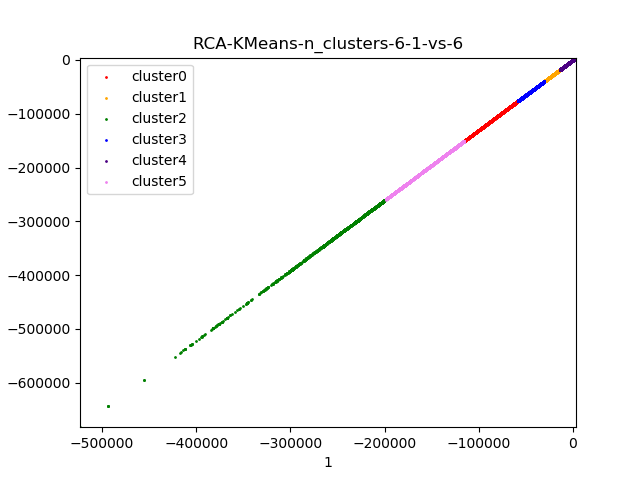 RCA-KMeans-n_clusters-6-1-vs-6
0
−100000
−200000
−300000
−400000
−500000
−600000
cluster0
cluster1
cluster2
cluster3
cluster4
cluster5
−500000 −400000 −300000 −200000 −100000 0
1